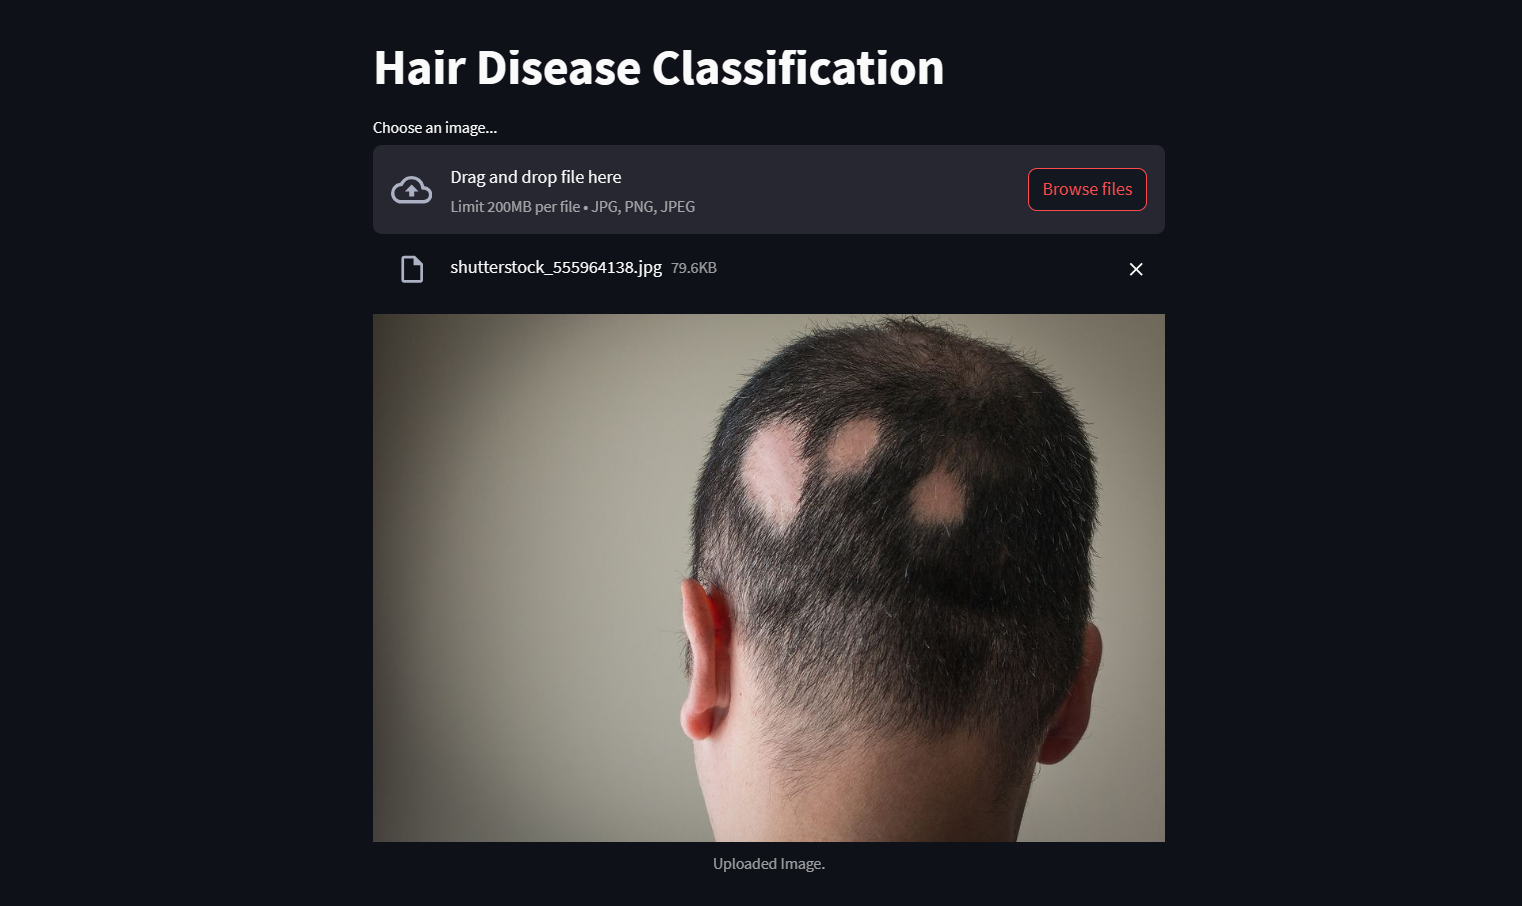 Hair Disease Classification
Choose an image...
Drag and drop file here
Limit 200MB per file • JPG, PNG, JPEG
Browse files
shutterstock_555964138.jpg 79.6KB
Uploaded Image.